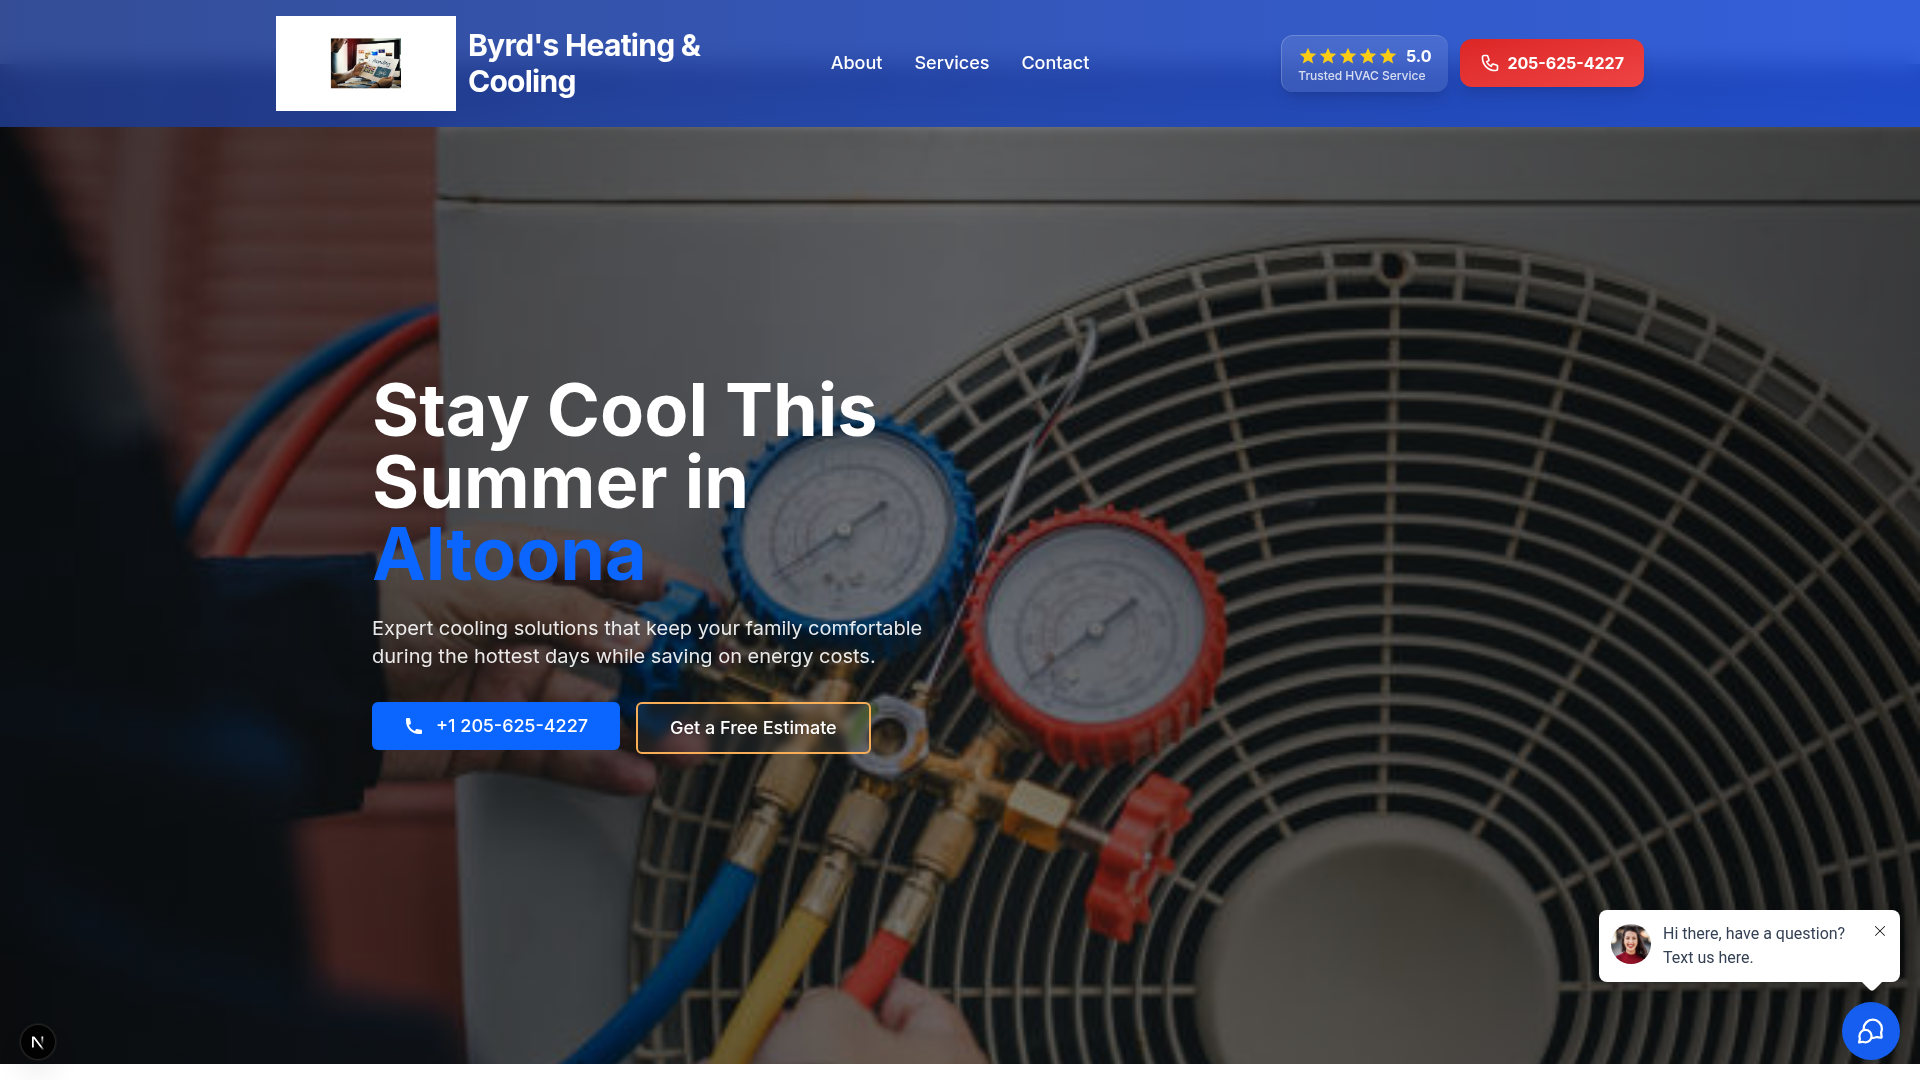 Byrd's Heating &
Cooling
About
Services
Contact
5.0
Trusted HVAC Service
205-625-4227
Stay Cool This
Summer in
Altoona
Expert cooling solutions that keep your family comfortable
during the hottest days while saving on energy costs.
+1 205-625-4227
Get a Free Estimate
Hi there, have a question?
Text us here.
N